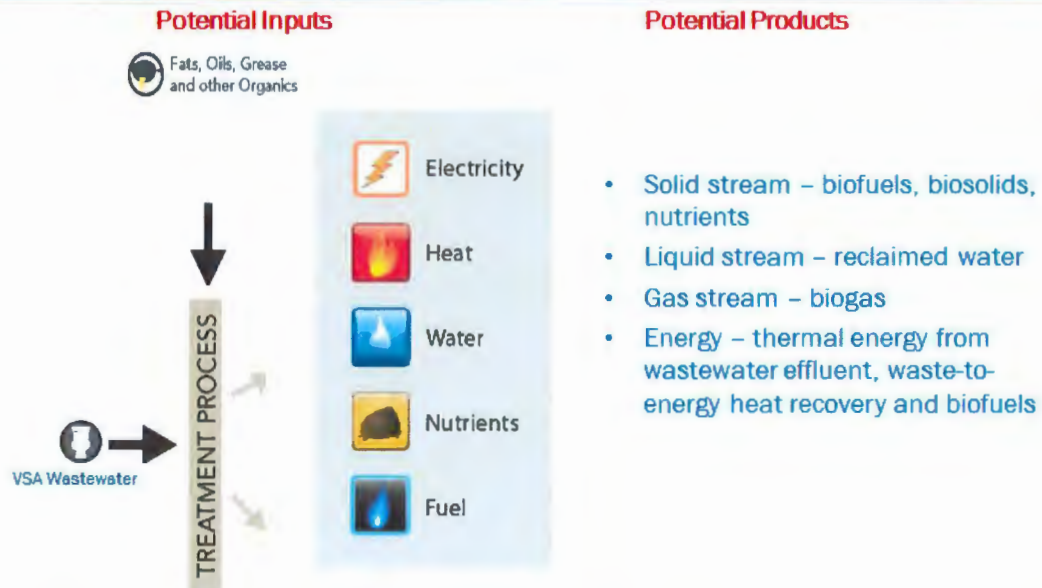 Potential Inputs
Potential Products
Fats, Oils, Grease
and other Organics
Electricity
Heat
Water
Nutrients
Fuel
TREATMENT PROCESS
VSA Wastewater
• Solid stream – biofuels, biosolids,
nutrients
• Liquid stream – reclaimed water
• Gas stream – biogas
• Energy – thermal energy from
wastewater effluent, waste-to-
energy heat recovery and biofuels